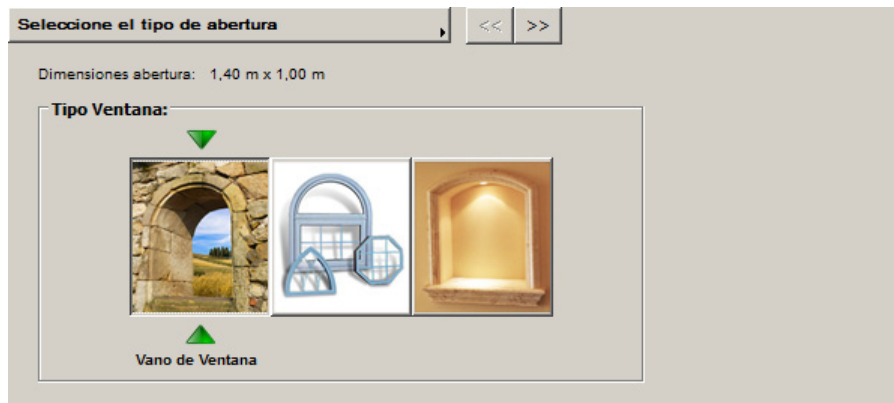 Seleccione el tipo de abertura
<< >>
Dimensiones abertura: 1,40 m x 1,00 m
Tipo Ventana:
Vano de Ventana